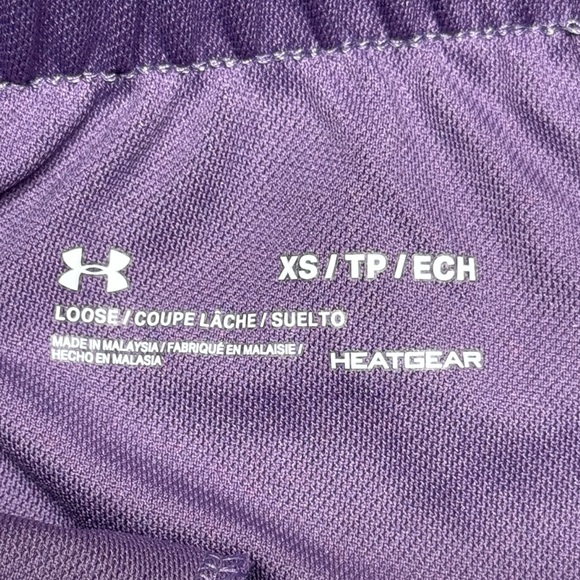 XS / TP / ECH
LOOSE / COUPE LÂCHE / SUELTO
MADE IN MALAYSIA / FABRIQUÉ EN MALAISIE /
HECHO EN MALASIA
HEATGEAR